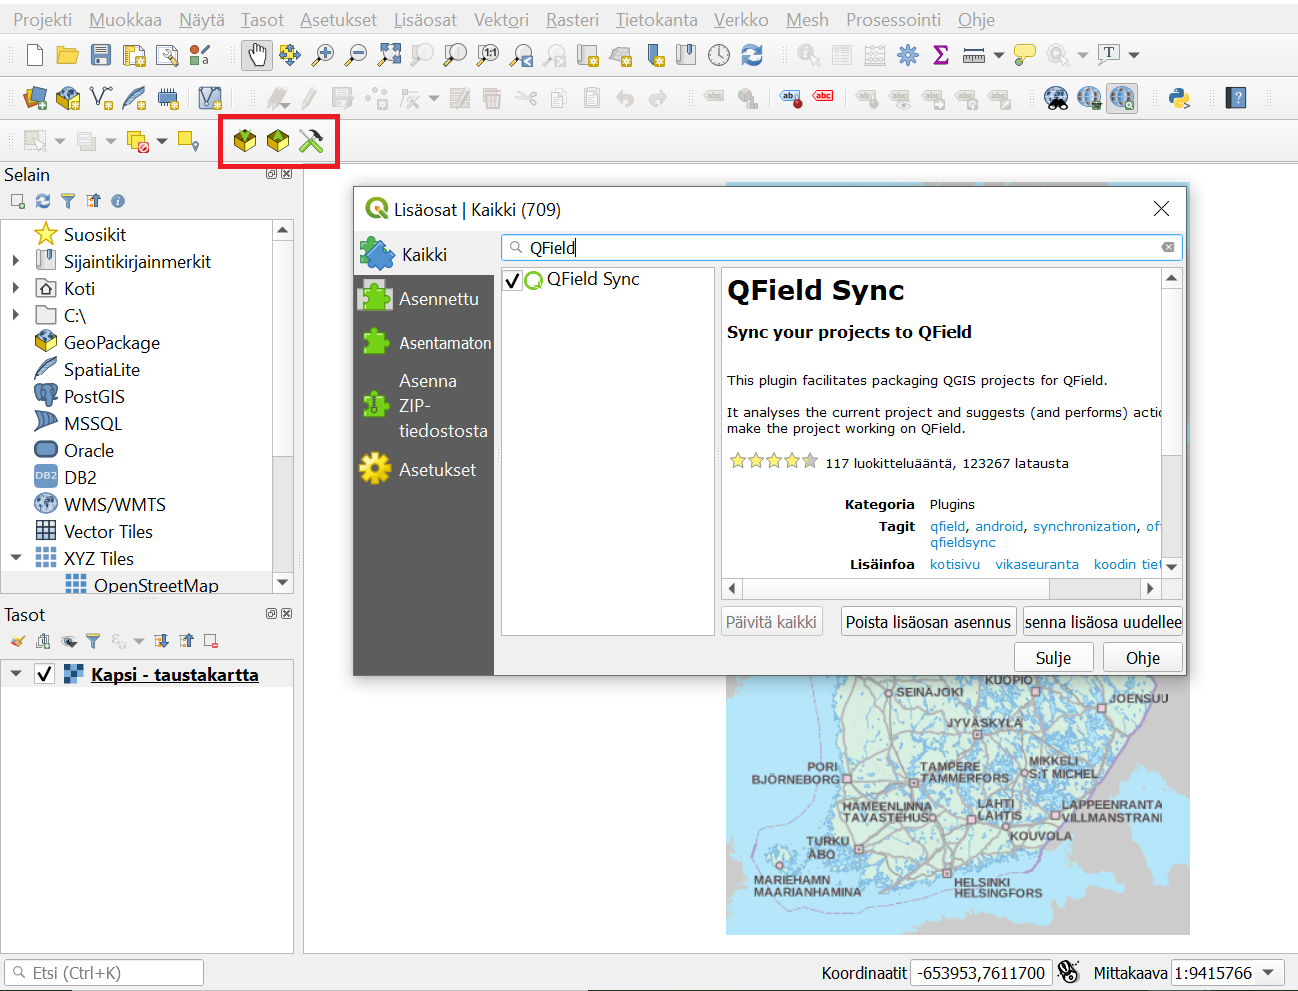 Projekti Muokkaa Näytä Tasot Asetukset Lisäosat Vektori Rasteri Tietokanta Verkko Mesh Prosessointi Ohje
Selain
Suosikit
Sijaintikirjainmerkit
Koti
C:\
GeoPackage
SpatiaLite
PostGIS
MSSQL
Oracle
DB2
WMS/WMTS
Vector Tiles
XYZ Tiles
OpenStreetMap
Tasot
Kapsi - taustakartta
Lisäosat | Kaikki (709)
Kaikki
Asennettu
Asentamaton
Asenna
ZIP-
tiedostosta
Asetukset
QField
QField Sync
QField Sync
Sync your projects to QField
This plugin facilitates packaging QGIS projects for QField.
It analyses the current project and suggests (and performs) actio
make the project working on QField.
117 luokitteluääntä, 123267 latausta
Kategoria Plugins
Tagit qfield, android, synchronization, of
qfieldsync
Lisäinfoa kotisivu vikaseuranta koodin tiet
Päivitä kaikki Poista lisäosan asennus senna lisäosa uudellee
Sulje Ohje
KUOPIO
SEINÄJOKI
JOENSUU
JYVÄSKYLÄ
PORI
BJÖRNEBORG
TAMPERE
TAMMERFORS
MIKKELI
S:T MICHEL
HÄMEENLINNA
TAVASTEHUS
LAHTI
LAHTIS
LAPPEENRANTA
VILLMANSTRAN
KOUVOLA
TURKU
ÅBO
MARIEHAMN
MAARIANHAMINA
HELSINKI
HELSINGFORS
Etsi (Ctrl+K)
Koordinaatit -653953,7611700 Mittakaava 1:9415766